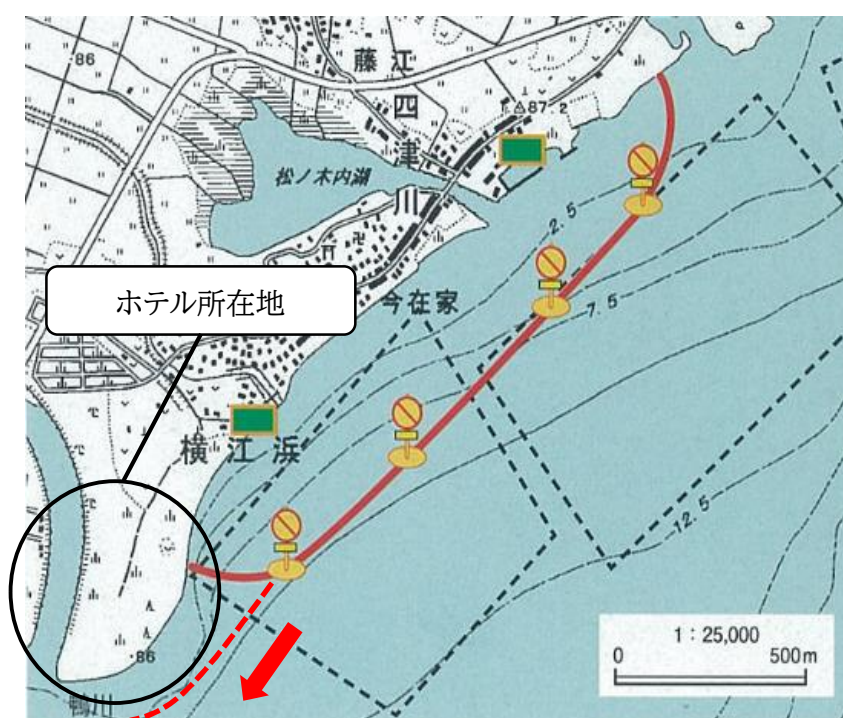 ・86
藤江
四津川
87.2
松ノ木内湖
2.5
ホテル所在地
今在家
7.5
横江浜
12.5
1：25,000
0 500m
・86
鴨川